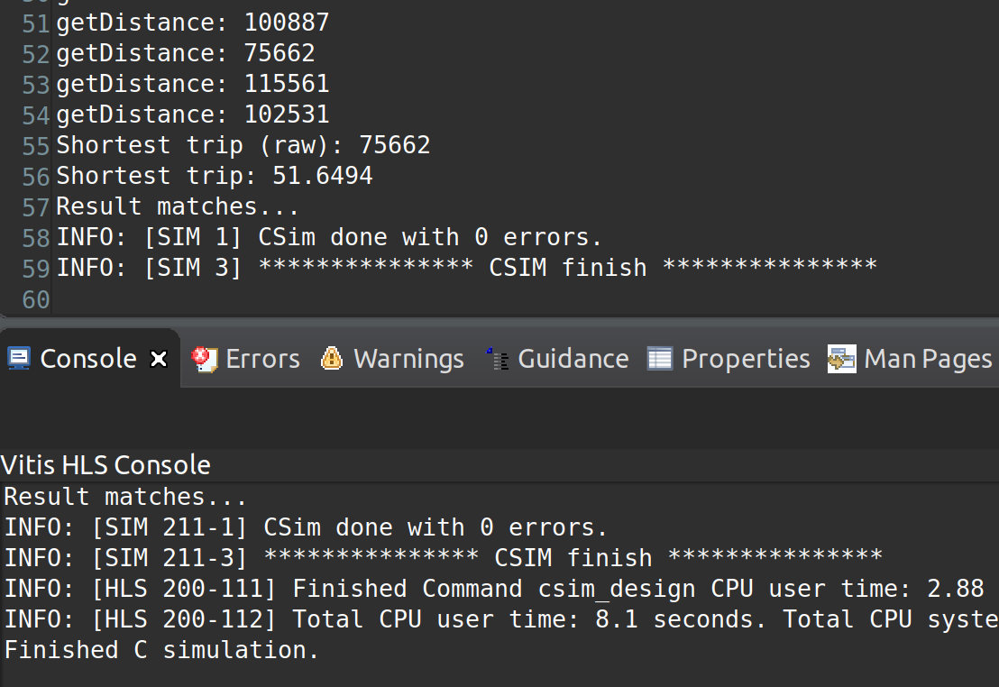 51 getDistance: 100887
52 getDistance: 75662
53 getDistance: 115561
54 getDistance: 102531
55 Shortest trip (raw): 75662
56 Shortest trip: 51.6494
57 Result matches...
58 INFO: [SIM 1] CSim done with 0 errors.
59 INFO: [SIM 3] *************** CSIM finish ***************
60
Console Errors Warnings Guidance Properties Man Pages
Vitis HLS Console
Result matches...
INFO: [SIM 211-1] CSim done with 0 errors.
INFO: [SIM 211-3] *************** CSIM finish ***************
INFO: [HLS 200-111] Finished Command csim_design CPU user time: 2.88
INFO: [HLS 200-112] Total CPU user time: 8.1 seconds. Total CPU syste
Finished C simulation.